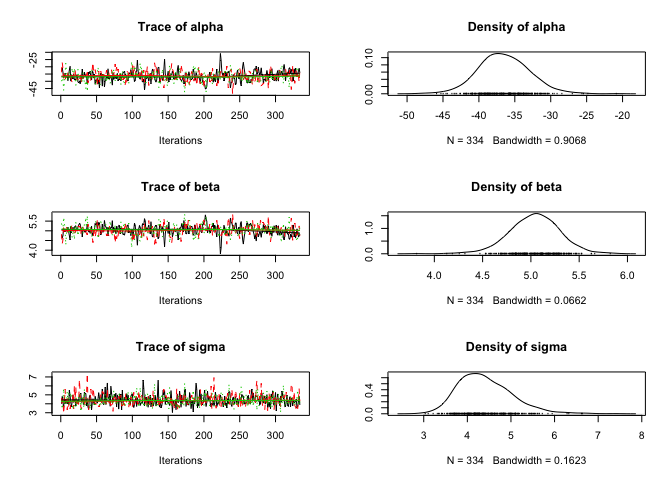 Trace of alpha
-25
-45
0 50 100 150 200 250 300
Iterations
Density of alpha
0.10
0.00
-50 -45 -40 -35 -30 -25 -20
N = 334 Bandwidth = 0.9068
Trace of beta
5.5
4.0
0 50 100 150 200 250 300
Iterations
Density of beta
1.0
0.0
4.0 4.5 5.0 5.5 6.0
N = 334 Bandwidth = 0.0662
Trace of sigma
7
5
3
0 50 100 150 200 250 300
Iterations
Density of sigma
0.4
0.0
3 4 5 6 7 8
N = 334 Bandwidth = 0.1623